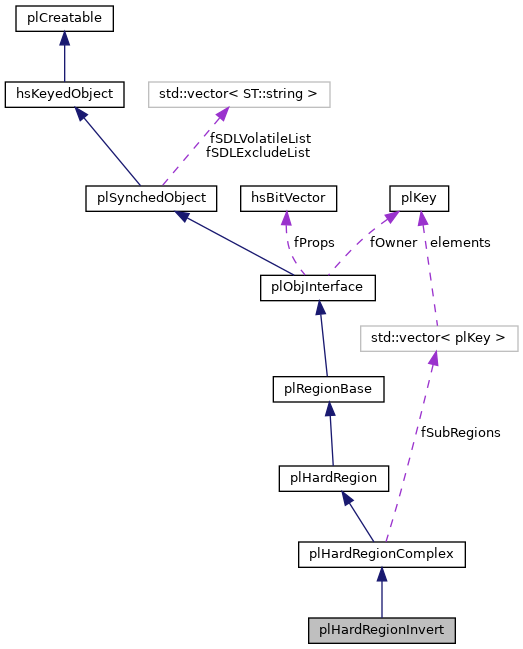 plCreatable
hsKeyedObject
std::vector< ST::string >
fSDLVolatileList
fSDLExcludeList
plSynchedObject
hsBitVector
plKey
fProps
fOwner
elements
plObjInterface
std::vector< plKey >
plRegionBase
fSubRegions
plHardRegion
plHardRegionComplex
plHardRegionInvert